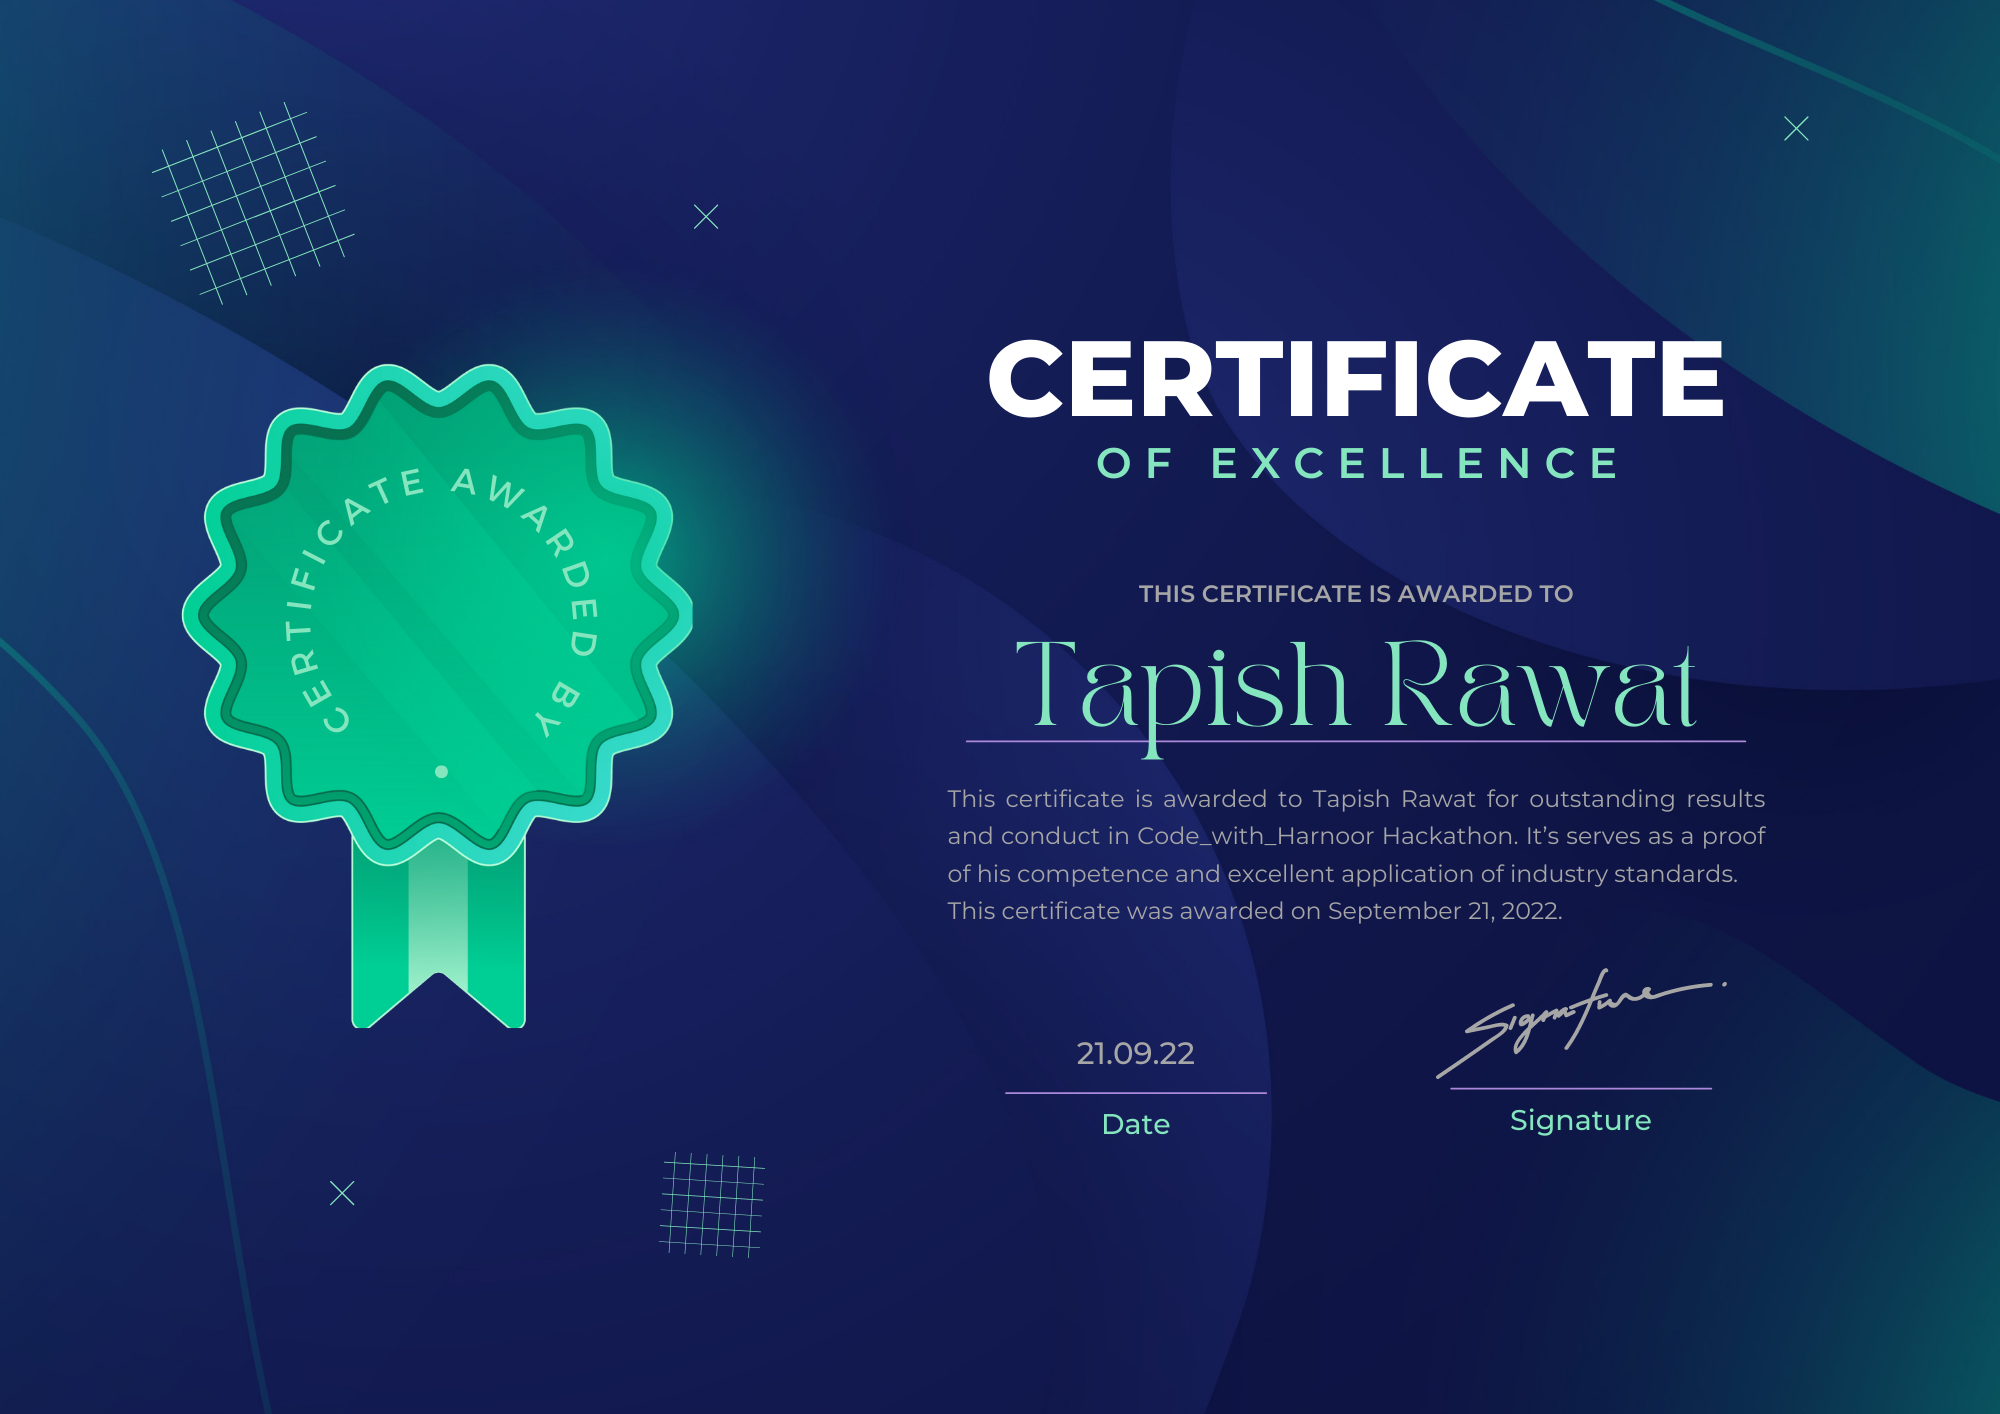 CERTIFICATE AWARDED BY
CERTIFICATE
OF EXCELLENCE
THIS CERTIFICATE IS AWARDED TO
Tapish Rawat
This certificate is awarded to Tapish Rawat for outstanding results
and conduct in Code_with_Harnoor Hackathon. It’s serves as a proof
of his competence and excellent application of industry standards.
This certificate was awarded on September 21, 2022.
Signature
21.09.22
Date
Signature